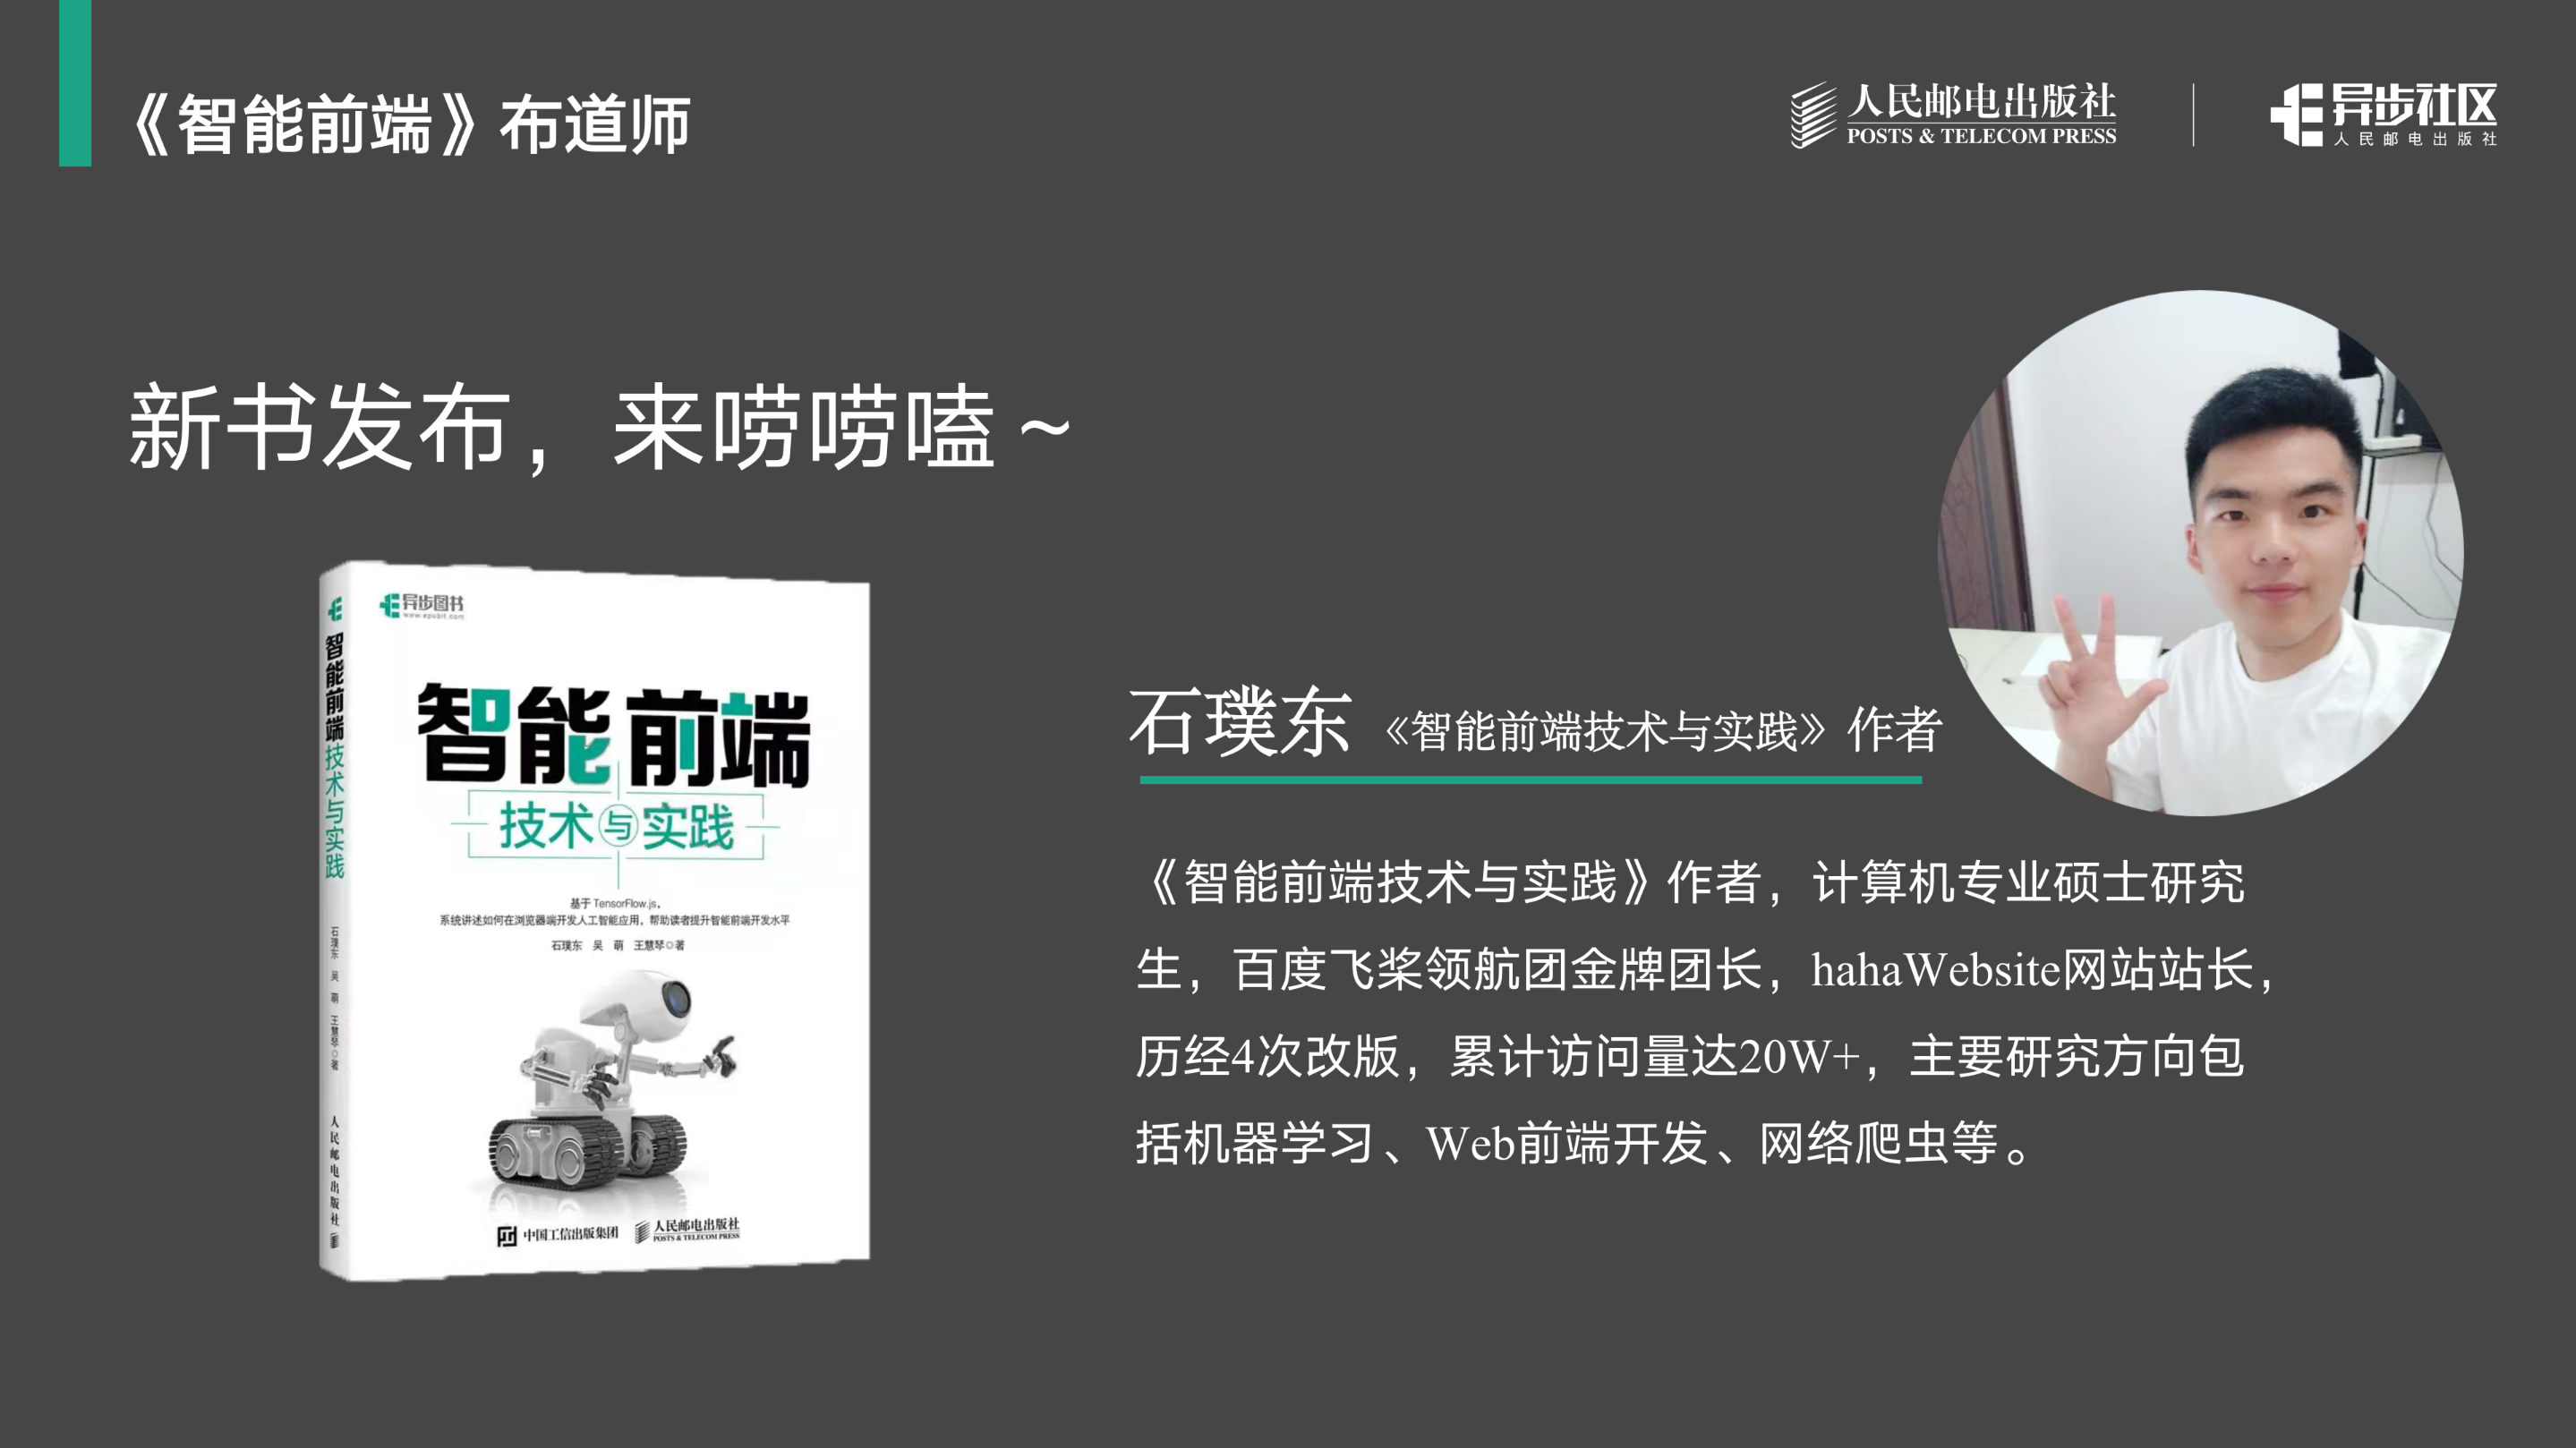 《智能前端》布道师
人民邮电出版社
POSTS & TELECOM PRESS
异步社区
人民邮电出版社
新书发布，来唠唠嗑～
异步图书
www.epubit.com
智能前端
技术与实践
基于 TensorFlow.js，
系统讲述如何在浏览器端开发人工智能应用，帮助读者提升智能前端开发水平
石璞东 吴 萌 王慧琴◎著
中国工信出版集团
人民邮电出版社
POSTS & TELECOM PRESS
智能前端技术与实践
石璞东 吴 萌 王慧琴◎著
人民邮电出版社
石璞东 《智能前端技术与实践》作者
《智能前端技术与实践》作者，计算机专业硕士研究
生，百度飞桨领航团金牌团长，hahaWebsite网站站长，
历经4次改版，累计访问量达20W+，主要研究方向包
括机器学习、Web前端开发、网络爬虫等。